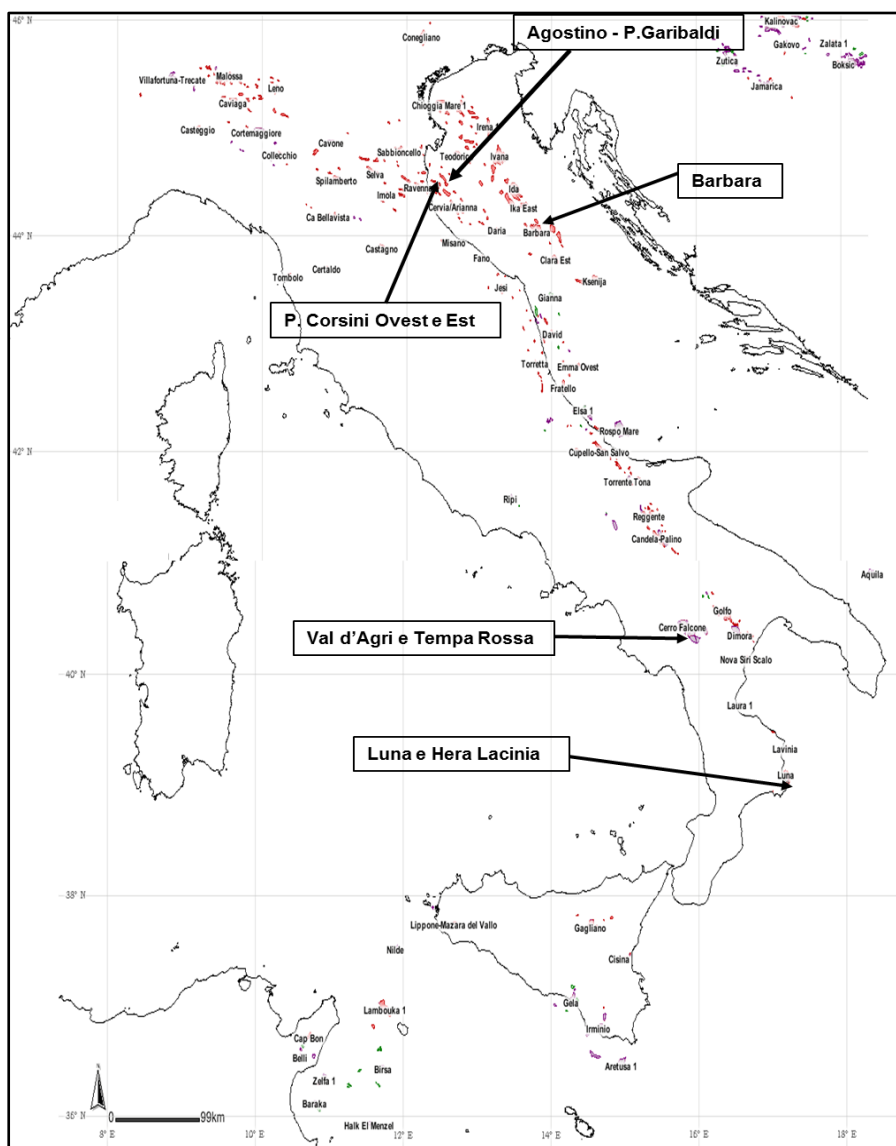 46° N
Conegliano
Agostino - P.Garibaldi
Kalinovac
Gakovo
Zalata 1
Zutica
Boksic
Jamarica
Villafortuna-Trecate
Malossa
Leno
Caviaga
Chioggia Mare 1
Casteggio
Cortemaggiore
Irena 1
Collecchio
Cavone
Sabbioncello
Teodorico
Ivana
Spilamberto
Selva
Ravenna
Imola
Ida
Ika East
Barbara
Ca Bellavista
Cervia/Arianna
Daria
Barbara
44° N
Misano
Castagno
Fano
Clara Est
Certaldo
Tombolo
Ksenija
Jesi
Gianna
P. Corsini Ovest e Est
David
Torretta
Emma Ovest
Fratello
Elsa 1
Rospo Mare
42° N
Cupello-San Salvo
Torrente Tona
Ripi
Reggente
Candela-Palino
Aquila
Golfo
Cerro Falcone
Dimora
Val d'Agri e Tempa Rossa
Nova Siri Scalo
40° N
Laura 1
Luna e Hera Lacinia
Lavinia
Luna
38° N
Lippone-Mazara del Vallo
Gagliano
Nilde
Cisina
Lambouka 1
Gela
Irminio
Cap Bon
Belli
Birsa
Aretusa 1
Zelfa 1
Baraka
36° N
0 99km
Halk El Menzel
8° E 10° E 12° E 14° E 16° E 18° E